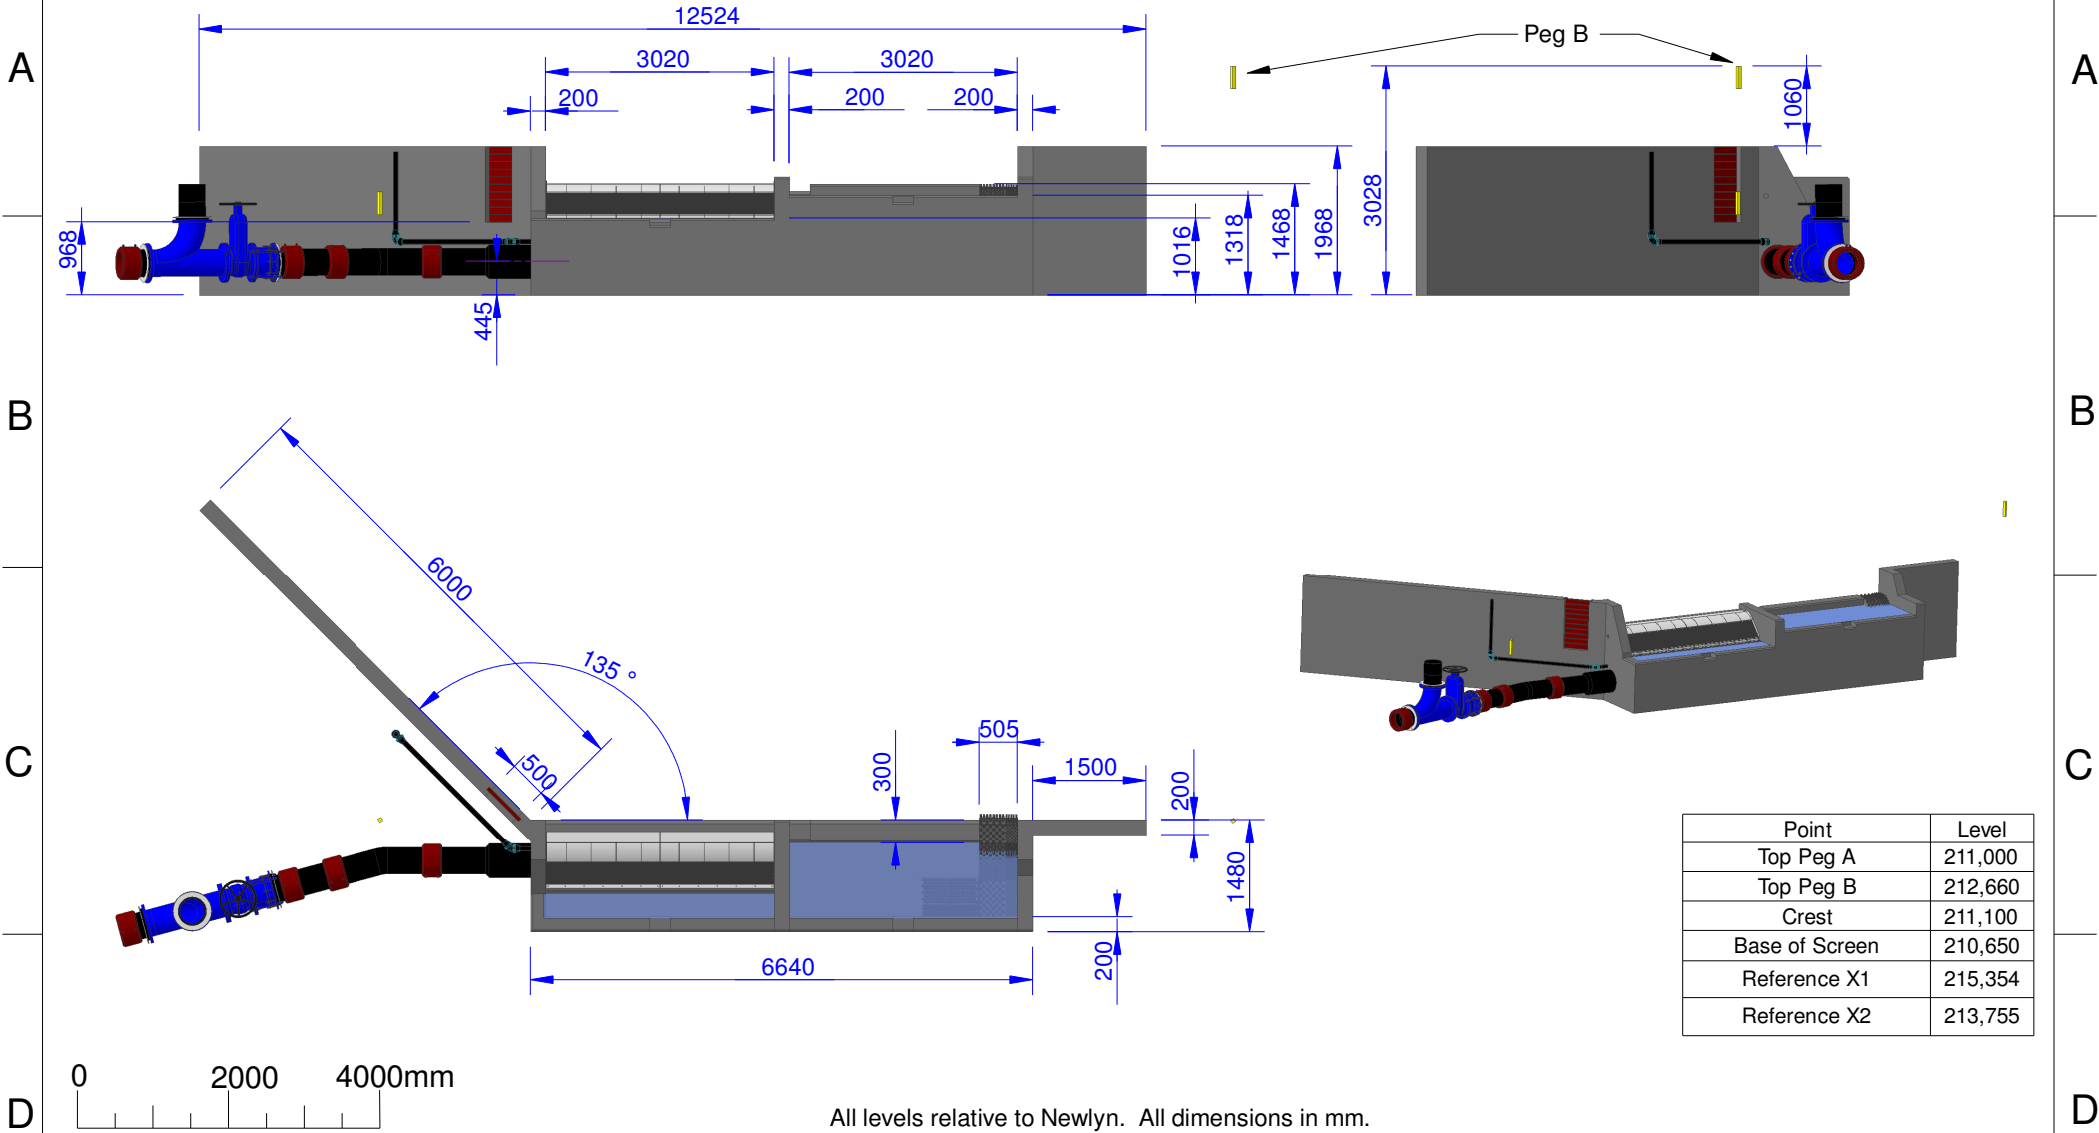 12524
Peg B
A
A
3020
3020
200
200
200
1060
3028
968
1016
1318
1468
1968
445
B
B
6000
135 °
500
505
300
1500
200
C
C
1480
200
6640
Point Level
Top Peg A 211,000
Top Peg B 212,660
Crest 211,100
Base of Screen 210,650
Reference X1 215,354
Reference X2 213,755
0 2000 4000mm
D
D
All levels relative to Newlyn. All dimensions in mm.